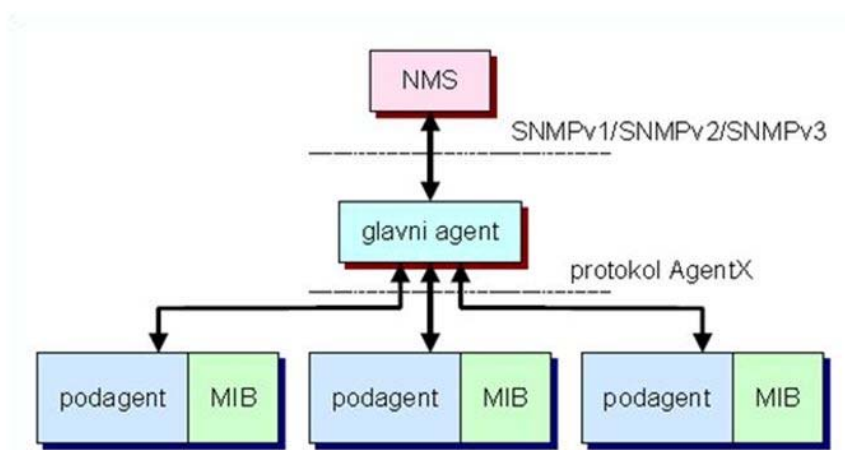 NMS
SNMPv1/SNMPv2/SNMPv3
glavni agent
protokol AgentX
podagent MIB
podagent MIB
podagent MIB